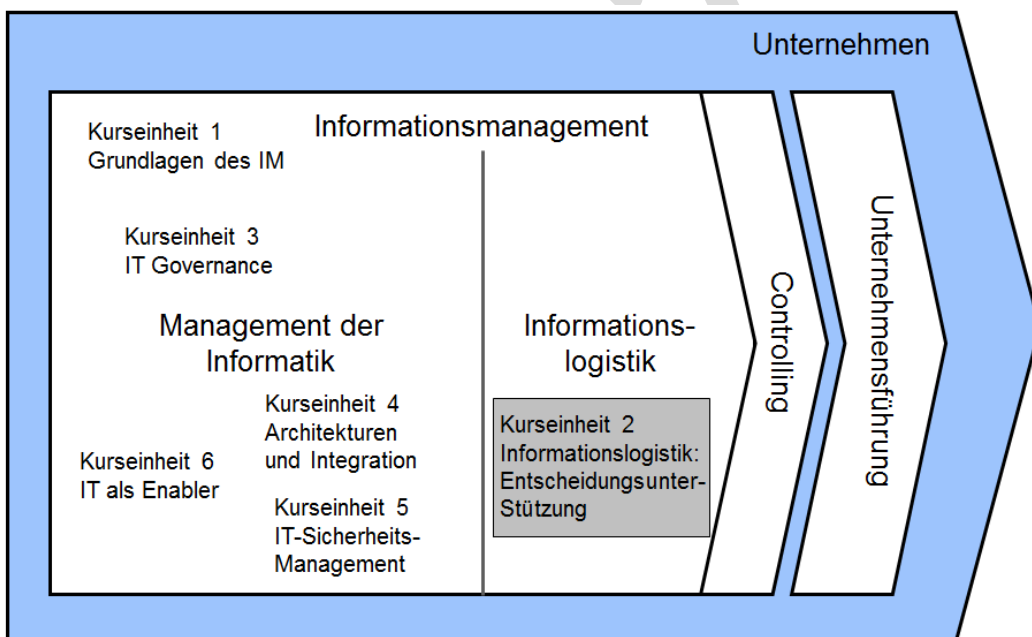 Unternehmen
Informationsmanagement
Kurseinheit 1
Grundlagen des IM
Kurseinheit 3
IT Governance
Management der
Informatik
Kurseinheit 4
Architekturen
und Integration
Kurseinheit 6
IT als Enabler
Kurseinheit 5
IT-Sicherheits-
Management
Informations-
logistik
Kurseinheit 2
Informationslogistik:
Entscheidungsunter-
Stützung
Controlling
Unternehmensführung